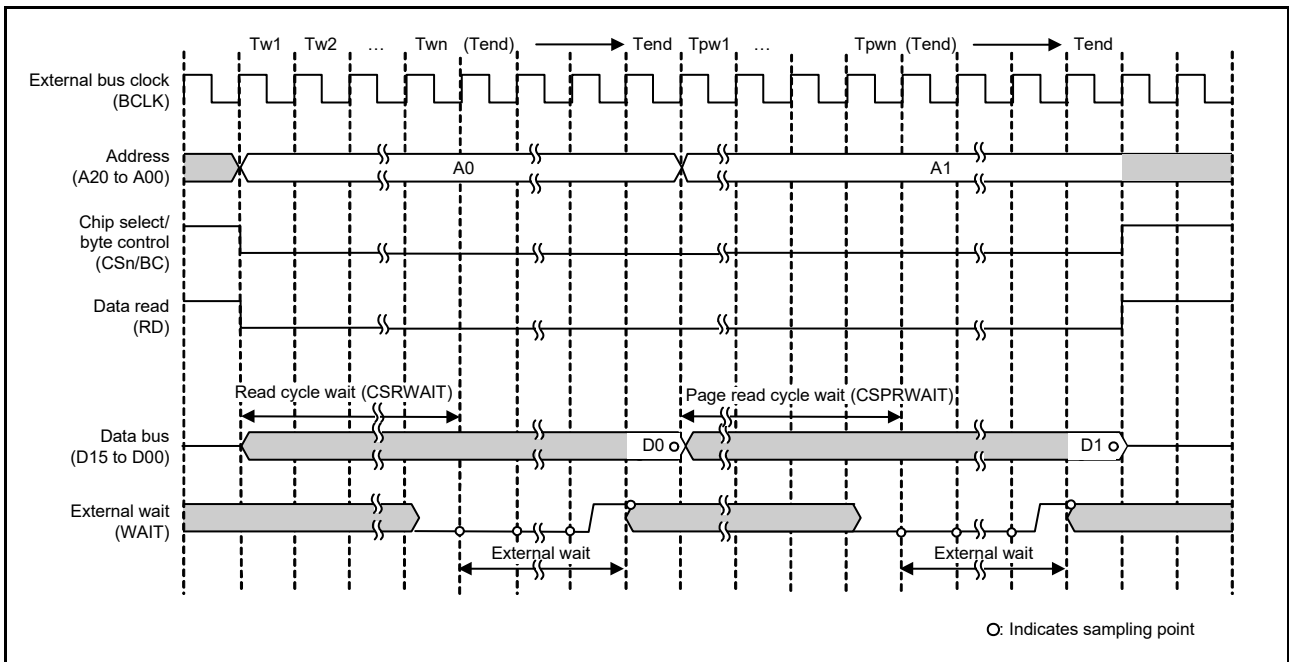 Tw1 Tw2 … Twn (Tend) Tend Tpw1 … Tpwn (Tend) Tend
External bus clock
(BCLK)
Address
(A20 to A00)
A0
A1
Chip select/
byte control
(CSn/BC)
Data read
(RD)
Read cycle wait (CSRWAIT)
Page read cycle wait (CSPRWAIT)
Data bus
(D15 to D00)
D0
D1
External wait
(WAIT)
External wait
External wait
O: Indicates sampling point